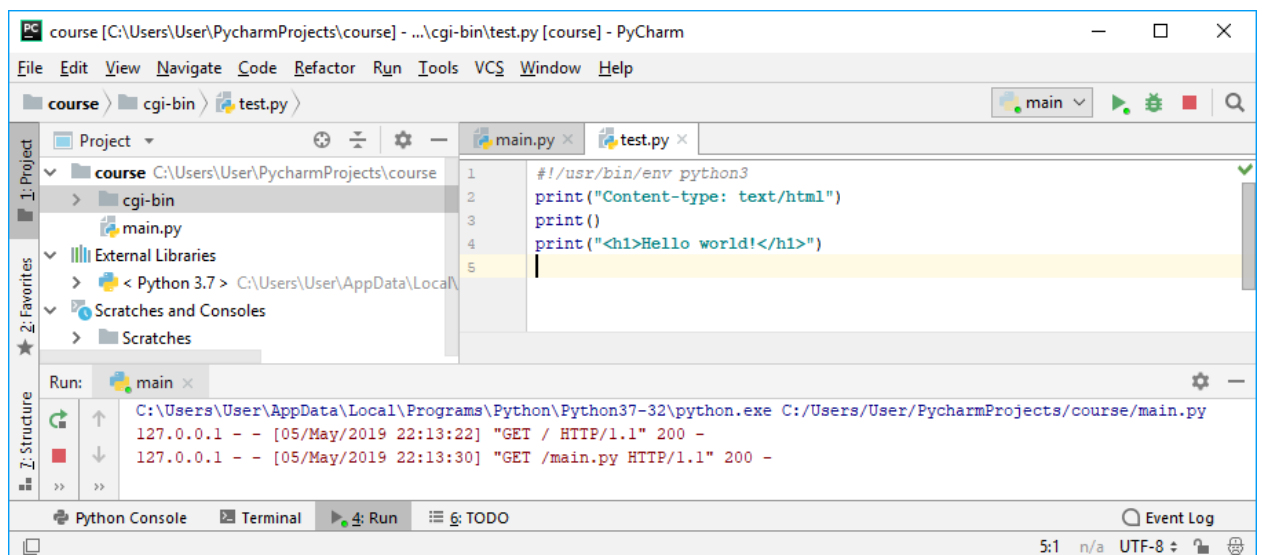 PC course [C:\Users\User\PycharmProjects\course] - ...\cgi-bin\test.py [course] - PyCharm
File Edit View Navigate Code Refactor Run Tools VCS Window Help
course cgi-bin test.py main
1: Project
2: Favorites
7: Structure
Project
course C:\Users\User\PycharmProjects\course
cgi-bin
main.py
External Libraries
< Python 3.7 > C:\Users\User\AppData\Local\
Scratches and Consoles
Scratches
main.py test.py
1 #!/usr/bin/env python3
2 print("Content-type: text/html")
3 print()
4 print("<h1>Hello world!</h1>")
5
Run: main
C:\Users\User\AppData\Local\Programs\Python\Python37-32\python.exe C:/Users/User/PycharmProjects/course/main.py
127.0.0.1 - - [05/May/2019 22:13:22] "GET / HTTP/1.1" 200 -
127.0.0.1 - - [05/May/2019 22:13:30] "GET /main.py HTTP/1.1" 200 -
Python Console Terminal 4: Run 6: TODO Event Log
5:1 n/a UTF-8